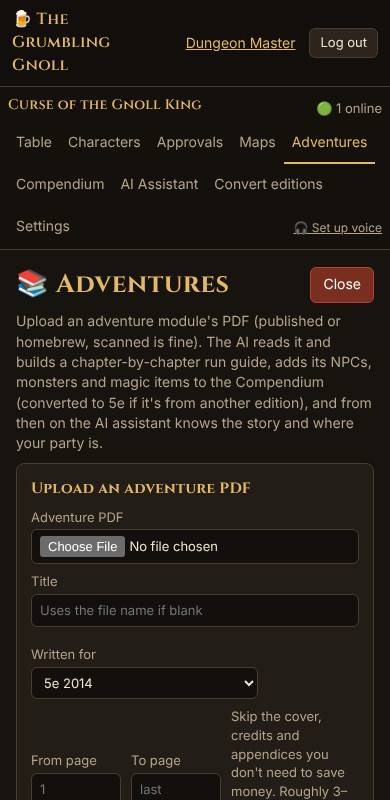 🍺 The
Grumbling
Gnoll
Dungeon Master
Log out
Curse of the Gnoll King
🟢 1 online
Table Characters Approvals Maps Adventures
Compendium AI Assistant Convert editions
Settings
🎧 Set up voice
📚 Adventures
Close
Upload an adventure module's PDF (published or
homebrew, scanned is fine). The AI reads it and
builds a chapter-by-chapter run guide, adds its NPCs,
monsters and magic items to the Compendium
(converted to 5e if it's from another edition), and from
then on the AI assistant knows the story and where
your party is.
Upload an adventure PDF
Adventure PDF
Choose File No file chosen
Title
Uses the file name if blank
Written for
5e 2014
From page
1
To page
last
Skip the cover,
credits and
appendices you
don't need to save
money. Roughly 3–